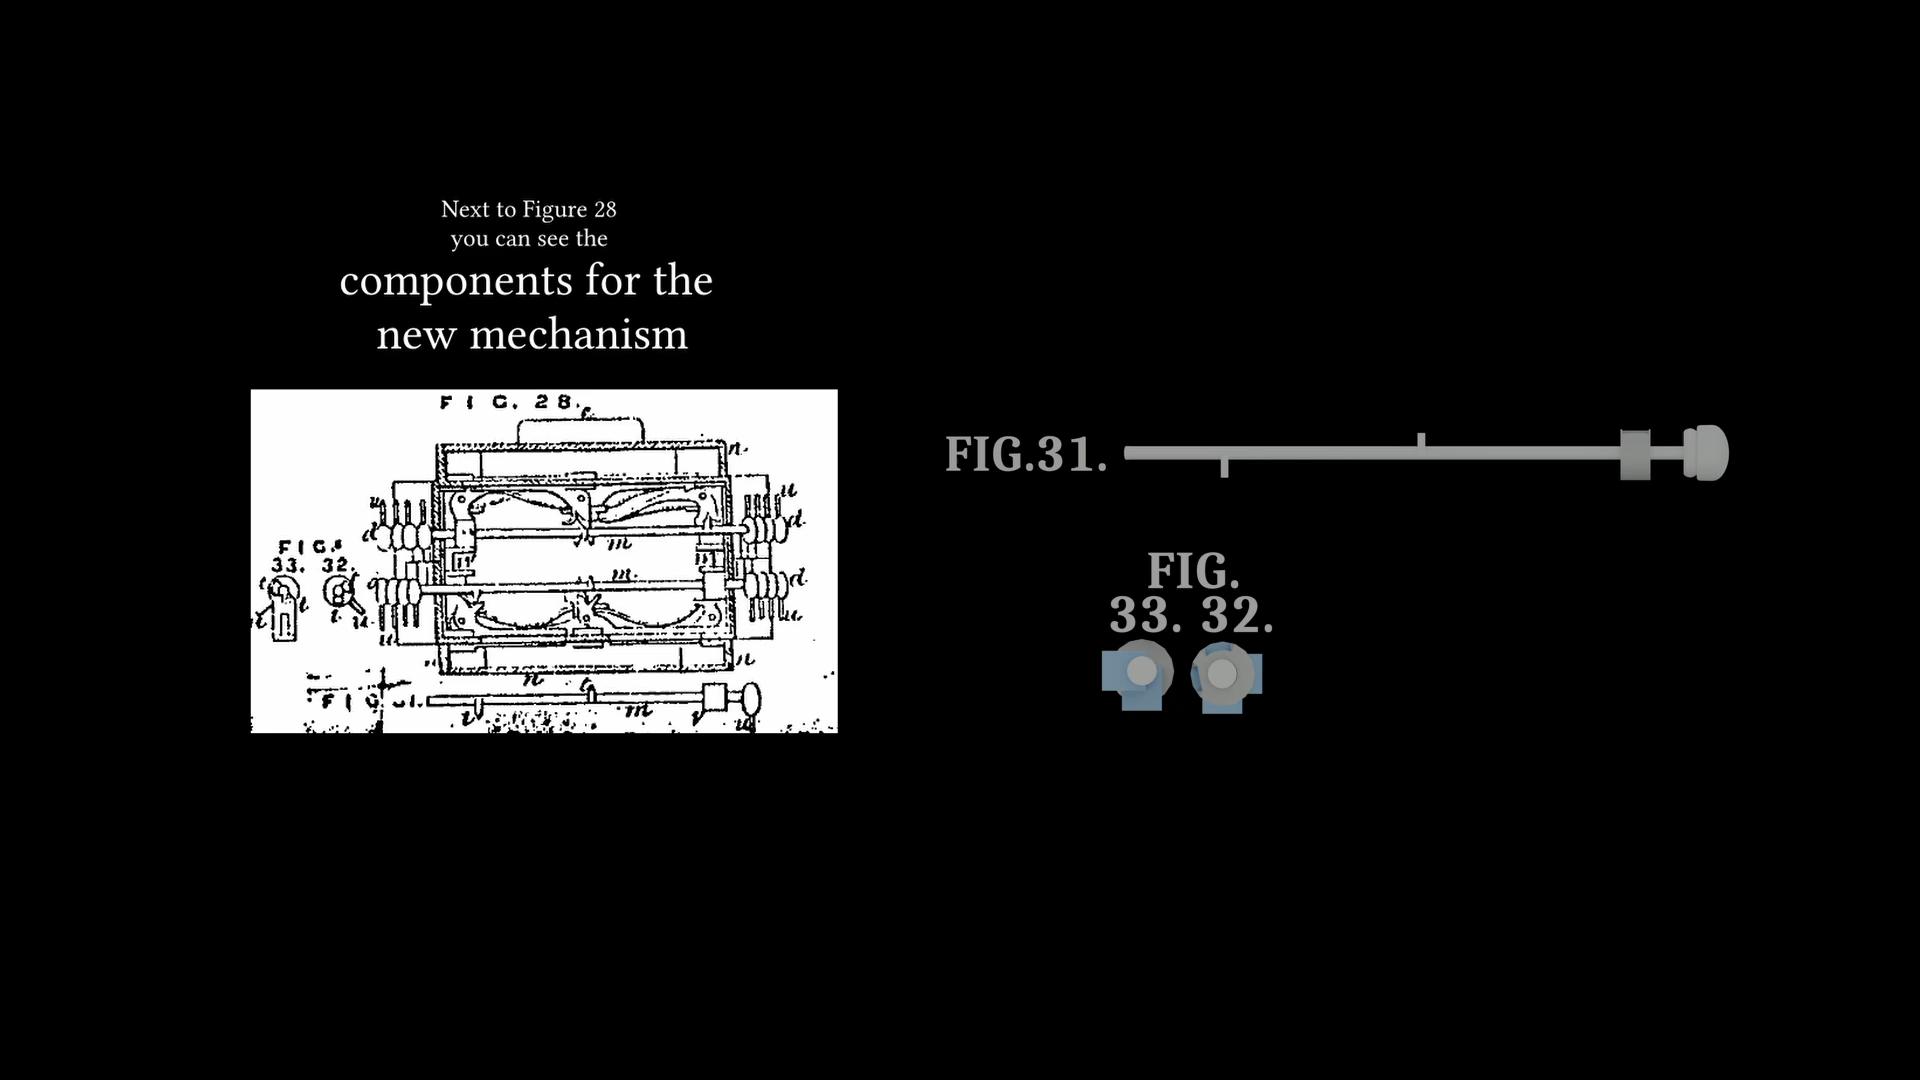 Next to Figure 28
you can see the
components for the
new mechanism
FIG. 28.
n.
u
d.
m
FIGs
33. 32.
m.
d.
u
n
n
m
FIG.31.
FIG.
33. 32.